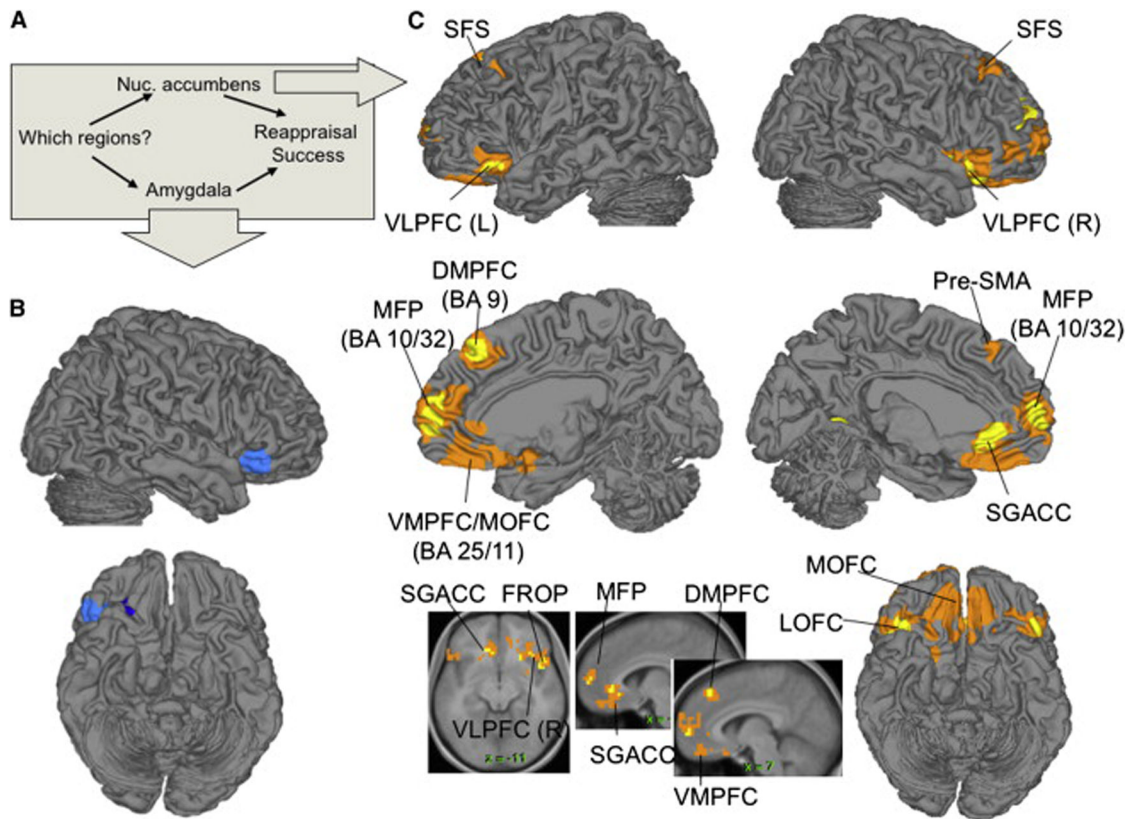 A
Nuc. accumbens
Which regions?
Reappraisal
Success
Amygdala
B
C
SFS
SFS
VLPFC (L)
VLPFC (R)
DMPFC
(BA 9)
MFP
(BA 10/32)
Pre-SMA
MFP
(BA 10/32)
VMPFC/MOFC
(BA 25/11)
SGACC
SGACC
FROP
MFP
DMPFC
VLPFC (R)
x = -11
x =
SGACC
x = 7
VMPFC
MOFC
LOFC